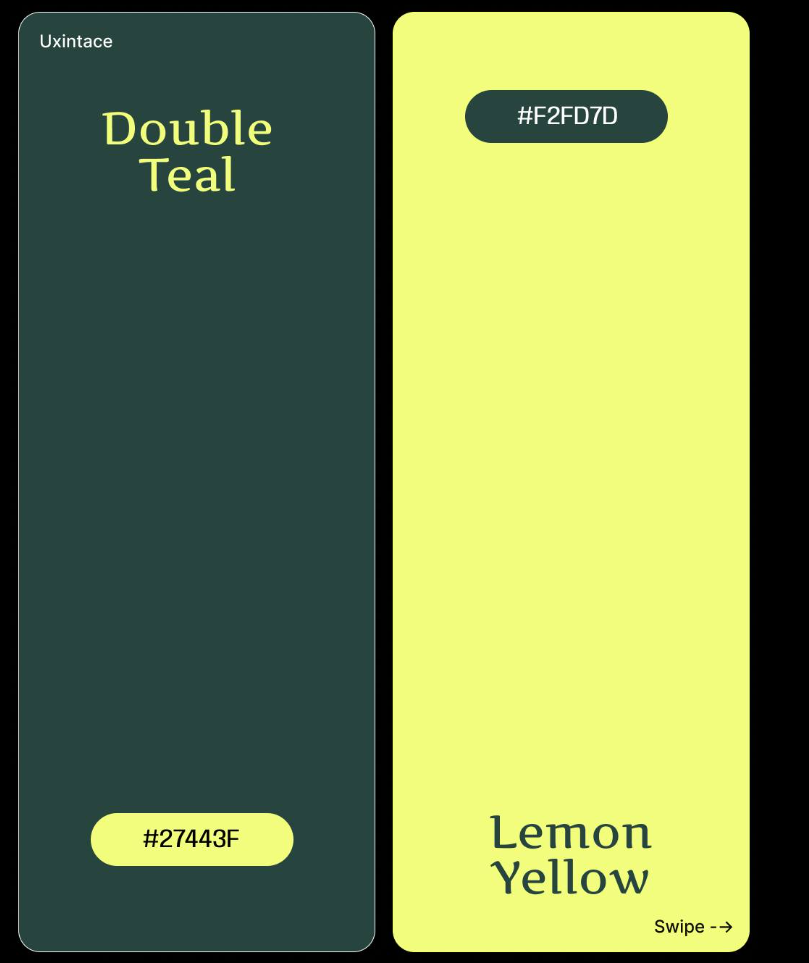 Uxintace
Double
Teal
#27443F
#F2FD7D
Lemon
Yellow
Swipe -→